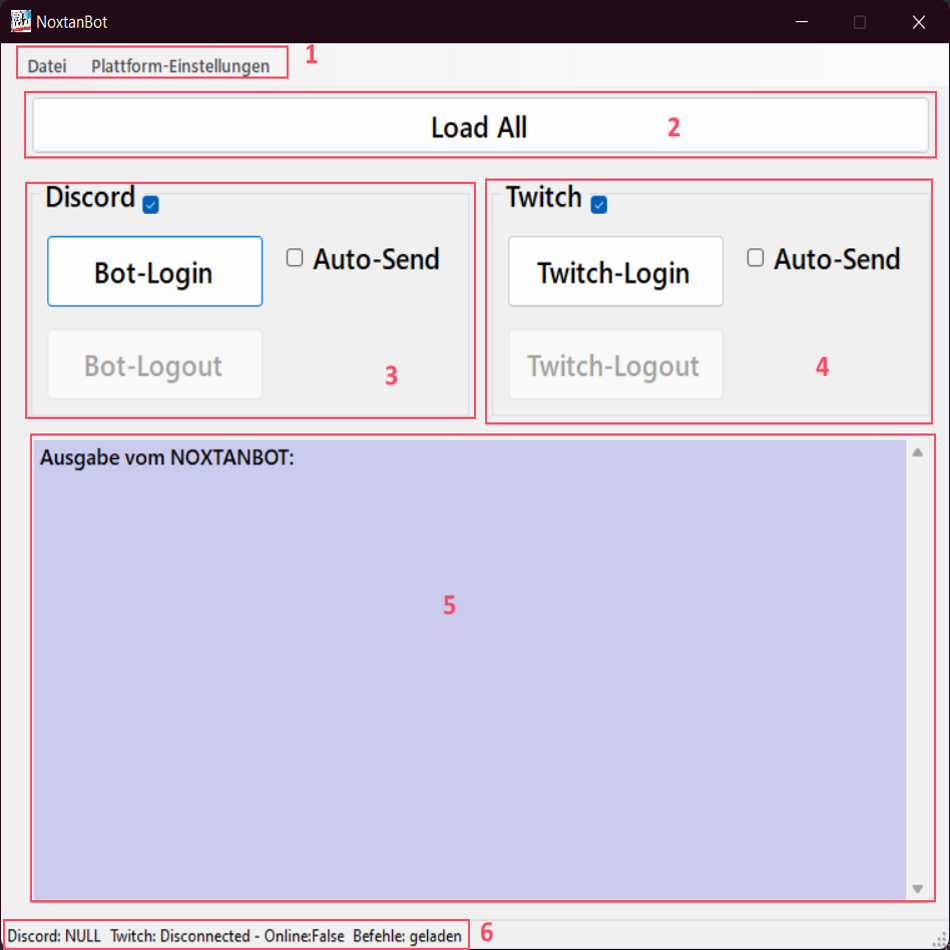 NoxtanBot
Datei Plattform-Einstellungen 1
Load All 2
Discord
Bot-Login Auto-Send
Bot-Logout 3
Twitch
Twitch-Login Auto-Send
Twitch-Logout 4
Ausgabe vom NOXTANBOT:
5
Discord: NULL Twitch: Disconnected - Online:False Befehle: geladen 6